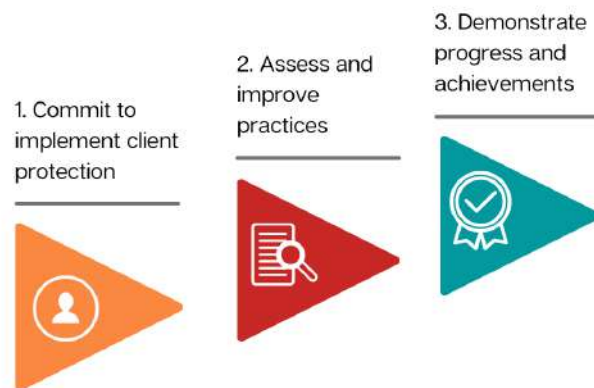 1. Commit to
implement client
protection
2. Assess and
improve
practices
3. Demonstrate
progress and
achievements